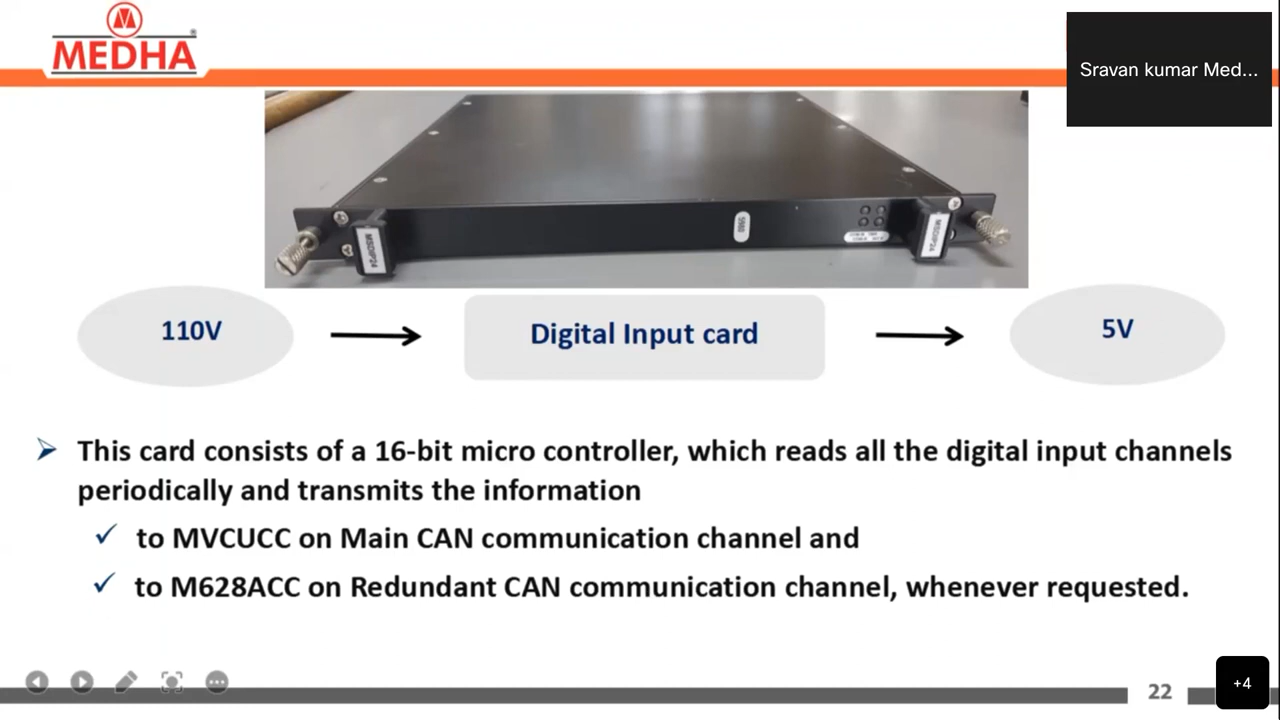 MEDHA
Sravan kumar Med...
MSDIP24
MSDIP24
110V
Digital Input card
5V
This card consists of a 16-bit micro controller, which reads all the digital input channels
periodically and transmits the information
to MVCUCC on Main CAN communication channel and
to M628ACC on Redundant CAN communication channel, whenever requested.
22
+4